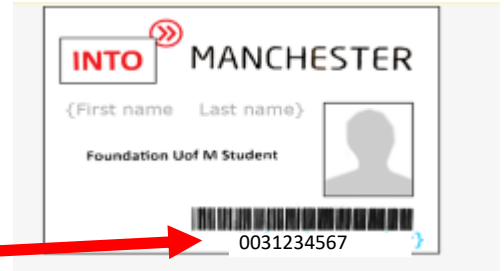 INTO MANCHESTER
{First name Last name}
Foundation Uof M Student
0031234567 }